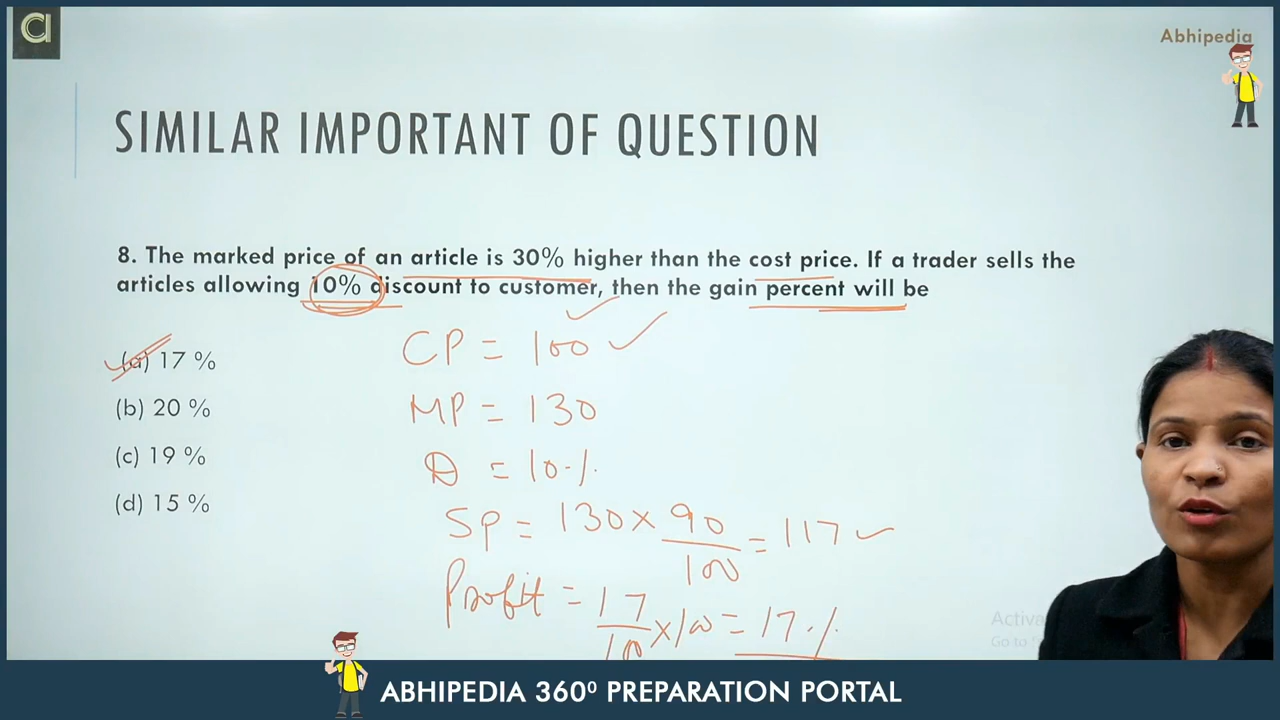 a
Abhipedia
SIMILAR IMPORTANT OF QUESTION
8. The marked price of an article is 30% higher than the cost price. If a trader sells the
articles allowing 10% discount to customer, then the gain percent will be
(a) 17 %
(b) 20 %
(c) 19 %
(d) 15 %
CP = 100
MP = 130
D = 10%
SP = 130 × 90/100 = 117
Profit = 17/100 × 100 = 17%
Activa
Go to
ABHIPEDIA 360⁰ PREPARATION PORTAL